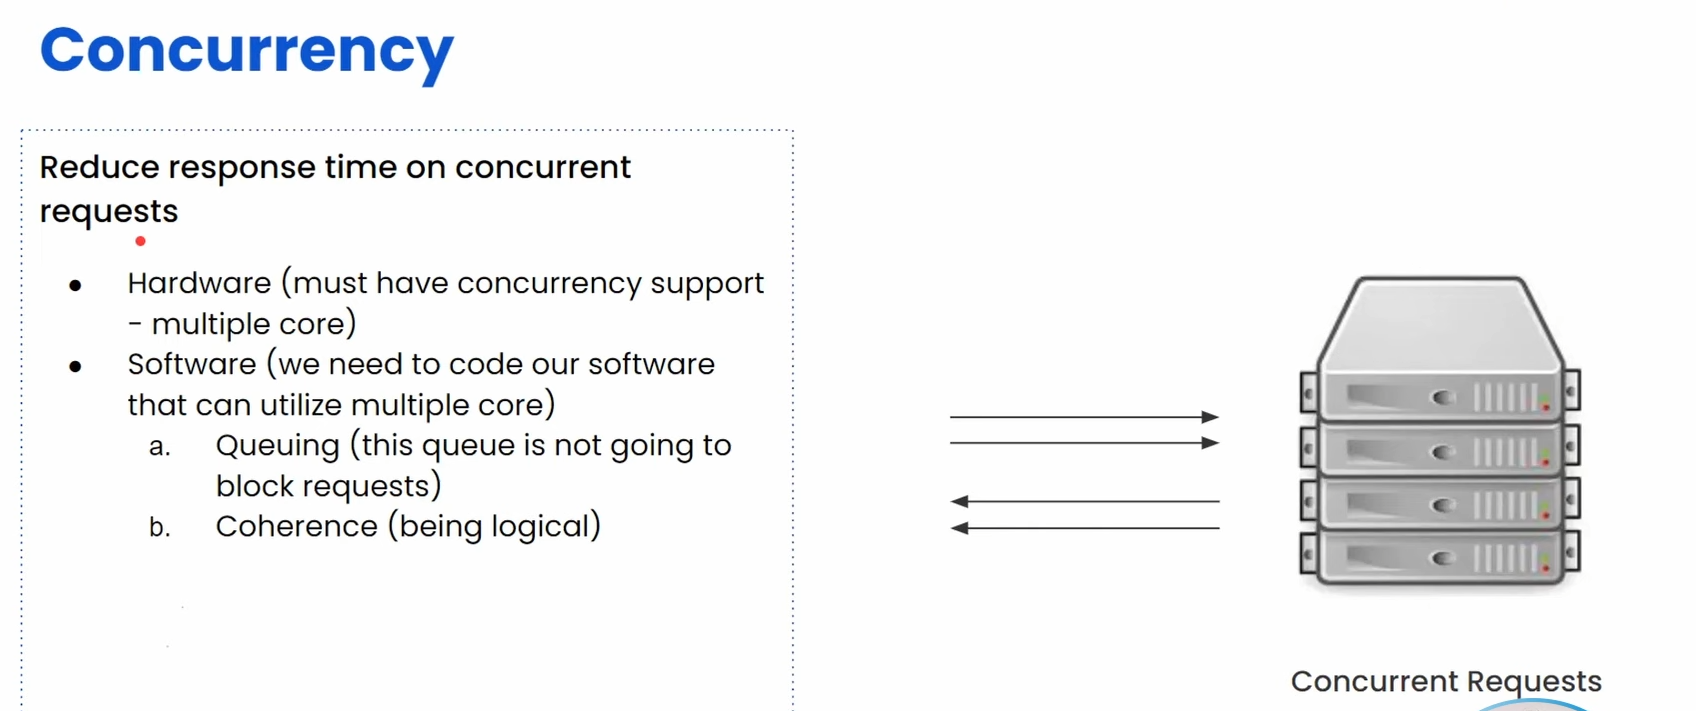 Concurrency
Reduce response time on concurrent
requests
● Hardware (must have concurrency support
- multiple core)
● Software (we need to code our software
that can utilize multiple core)
a. Queuing (this queue is not going to
block requests)
b. Coherence (being logical)
Concurrent Requests